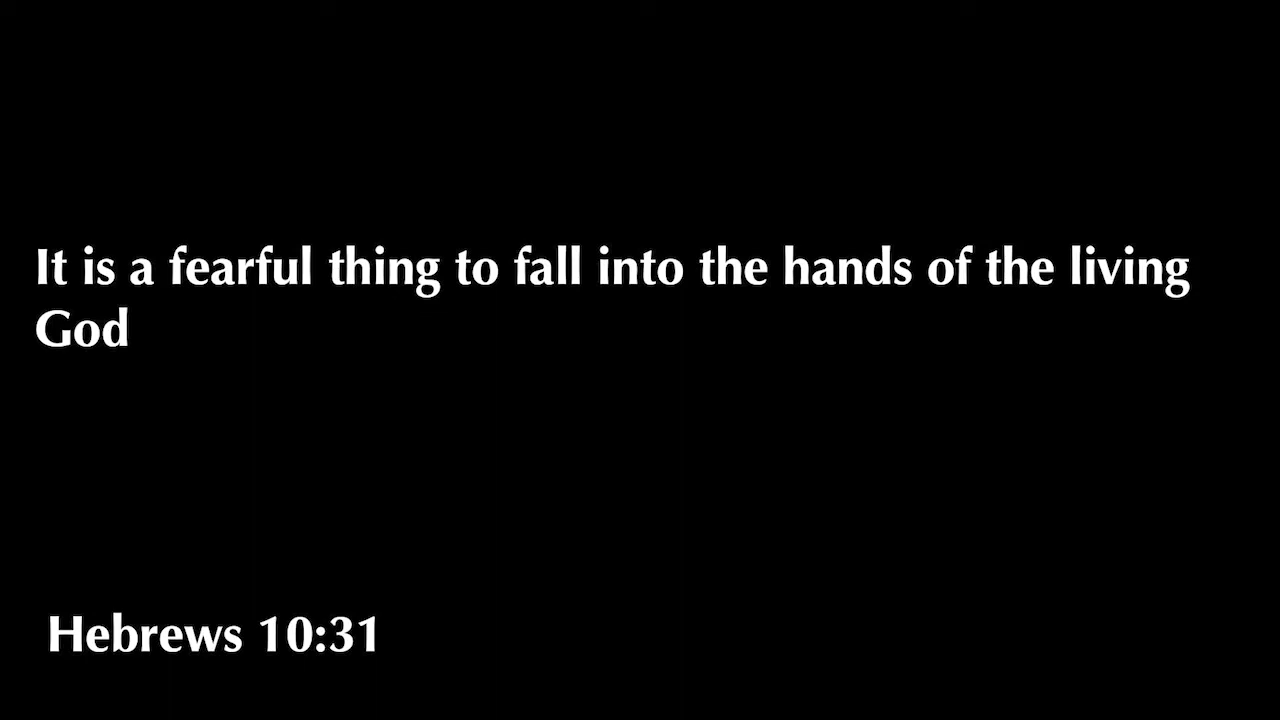 It is a fearful thing to fall into the hands of the living
God
Hebrews 10:31